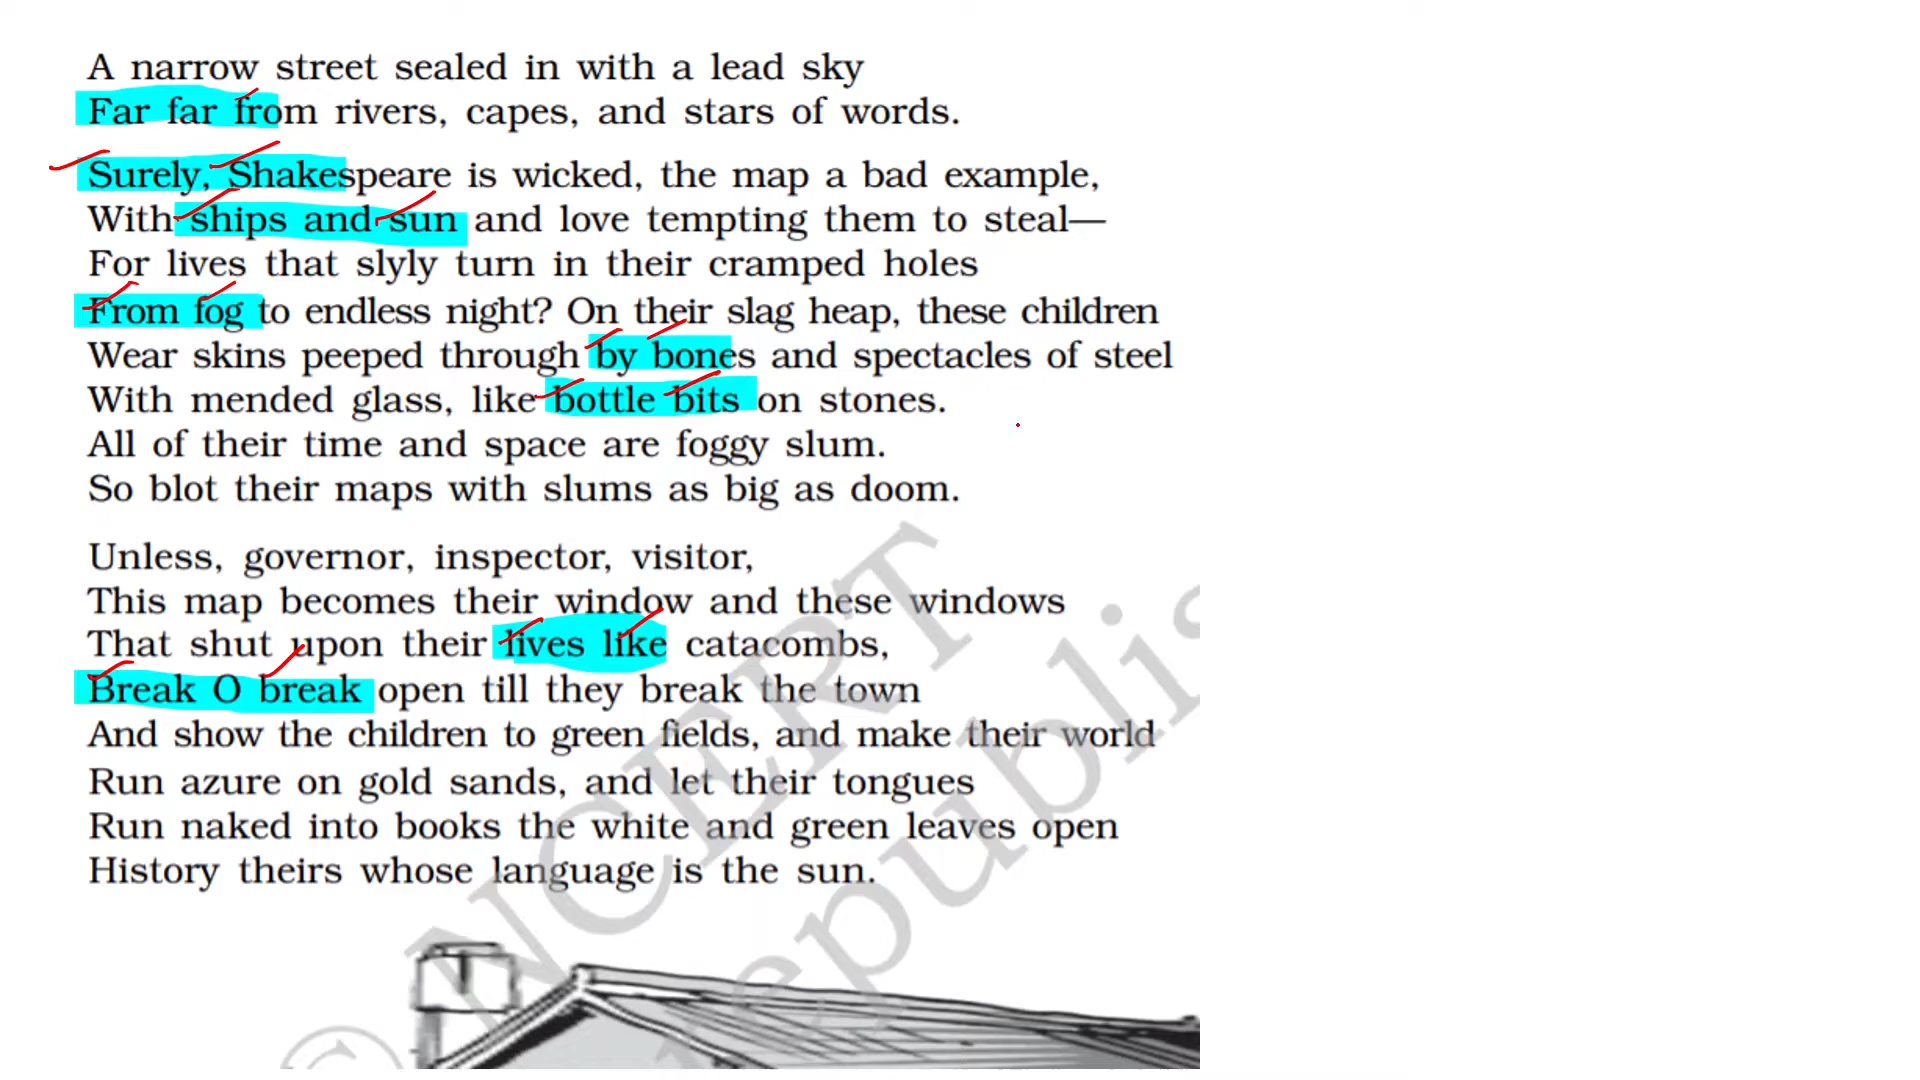 A narrow street sealed in with a lead sky
Far far from rivers, capes, and stars of words.
Surely, Shakespeare is wicked, the map a bad example,
With ships and sun and love tempting them to steal—
For lives that slyly turn in their cramped holes
From fog to endless night? On their slag heap, these children
Wear skins peeped through by bones and spectacles of steel
With mended glass, like bottle bits on stones.
All of their time and space are foggy slum.
So blot their maps with slums as big as doom.
Unless, governor, inspector, visitor,
This map becomes their window and these windows
That shut upon their lives like catacombs,
Break O break open till they break the town
And show the children to green fields, and make their world
Run azure on gold sands, and let their tongues
Run naked into books the white and green leaves open
History theirs whose language is the sun.
© NCERT
republis